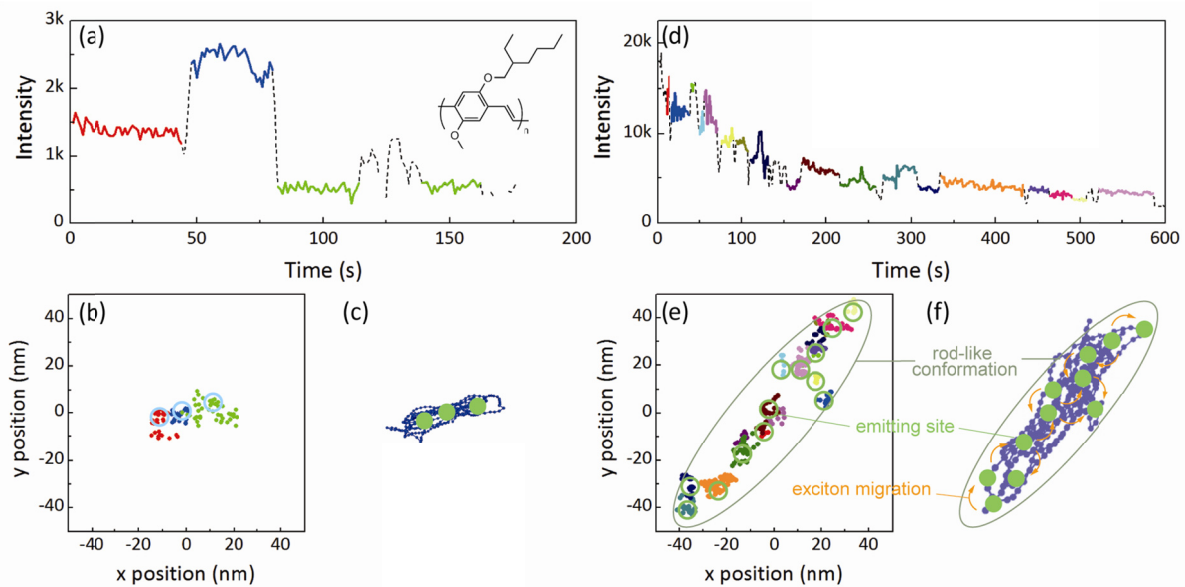 (a)
3k
2k
1k
0
Intensity
O
O
n
0
50
100
150
200
Time (s)
(d)
20k
10k
0
Intensity
0
100
200
300
400
500
600
Time (s)
(b)
40
20
0
-20
-40
y position (nm)
-40
-20
0
20
40
x position (nm)
(c)
(e)
40
20
0
-20
-40
y position (nm)
-40
-20
0
20
40
x position (nm)
(f)
rod-like
conformation
emitting site
exciton migration